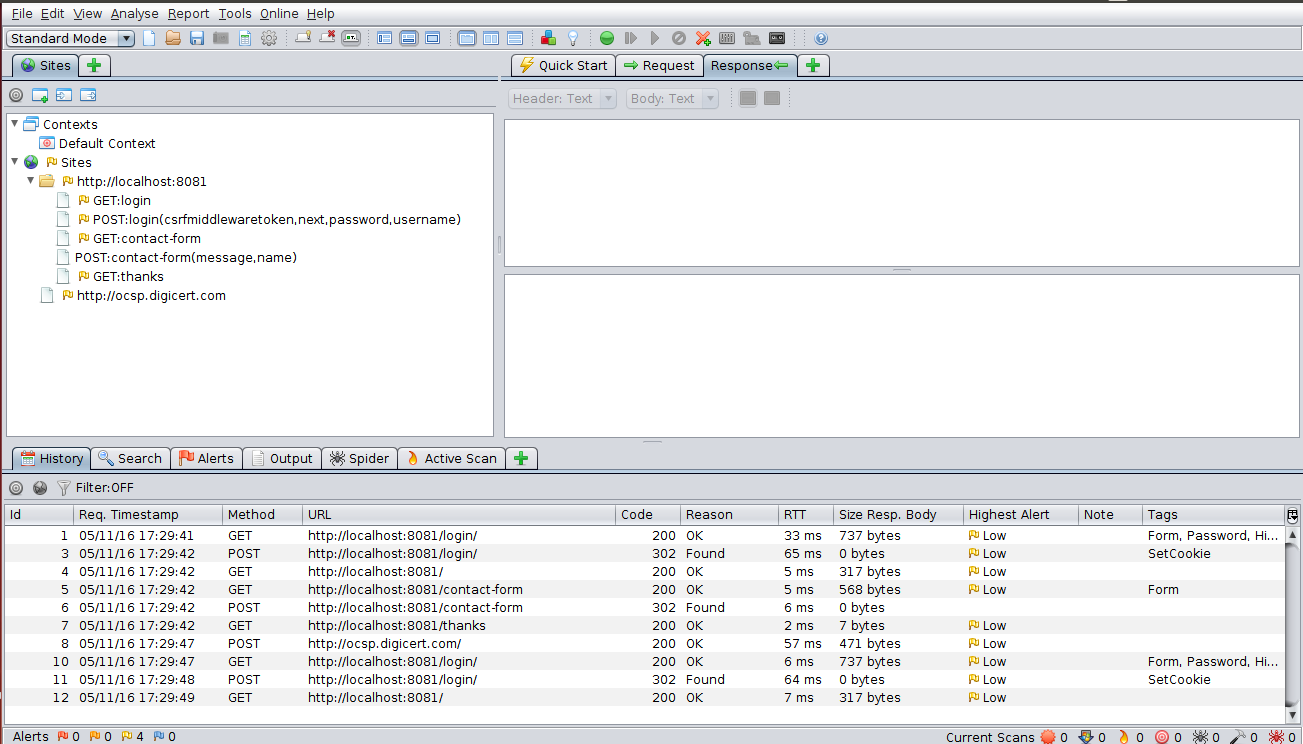 File Edit View Analyse Report Tools Online Help
Standard Mode
Sites
Quick Start Request Response
Header: Text Body: Text
Contexts
Default Context
Sites
http://localhost:8081
GET:login
POST:login(csrfmiddlewaretoken,next,password,username)
GET:contact-form
POST:contact-form(message,name)
GET:thanks
http://ocsp.digicert.com
History Search Alerts Output Spider Active Scan
Filter:OFF
Id Req. Timestamp Method URL Code Reason RTT Size Resp. Body Highest Alert Note Tags
1 05/11/16 17:29:41 GET http://localhost:8081/login/ 200 OK 33 ms 737 bytes Low Form, Password, Hi...
3 05/11/16 17:29:42 POST http://localhost:8081/login/ 302 Found 65 ms 0 bytes Low SetCookie
4 05/11/16 17:29:42 GET http://localhost:8081/ 200 OK 5 ms 317 bytes Low
5 05/11/16 17:29:42 GET http://localhost:8081/contact-form 200 OK 5 ms 568 bytes Low Form
6 05/11/16 17:29:42 POST http://localhost:8081/contact-form 302 Found 6 ms 0 bytes
7 05/11/16 17:29:42 GET http://localhost:8081/thanks 200 OK 2 ms 7 bytes Low
8 05/11/16 17:29:47 POST http://ocsp.digicert.com/ 200 OK 57 ms 471 bytes Low
10 05/11/16 17:29:47 GET http://localhost:8081/login/ 200 OK 6 ms 737 bytes Low Form, Password, Hi...
11 05/11/16 17:29:48 POST http://localhost:8081/login/ 302 Found 64 ms 0 bytes Low SetCookie
12 05/11/16 17:29:49 GET http://localhost:8081/ 200 OK 7 ms 317 bytes Low
Alerts 0 0 4 0 Current Scans 0 0 0 0 0 0 0